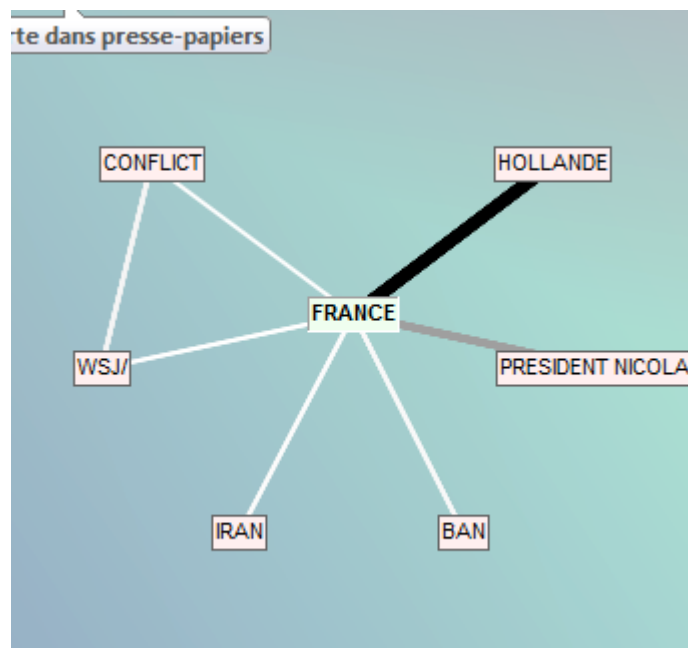 rte dans presse-papiers
CONFLICT
HOLLANDE
FRANCE
WSJ/
PRESIDENT NICOLA
IRAN
BAN